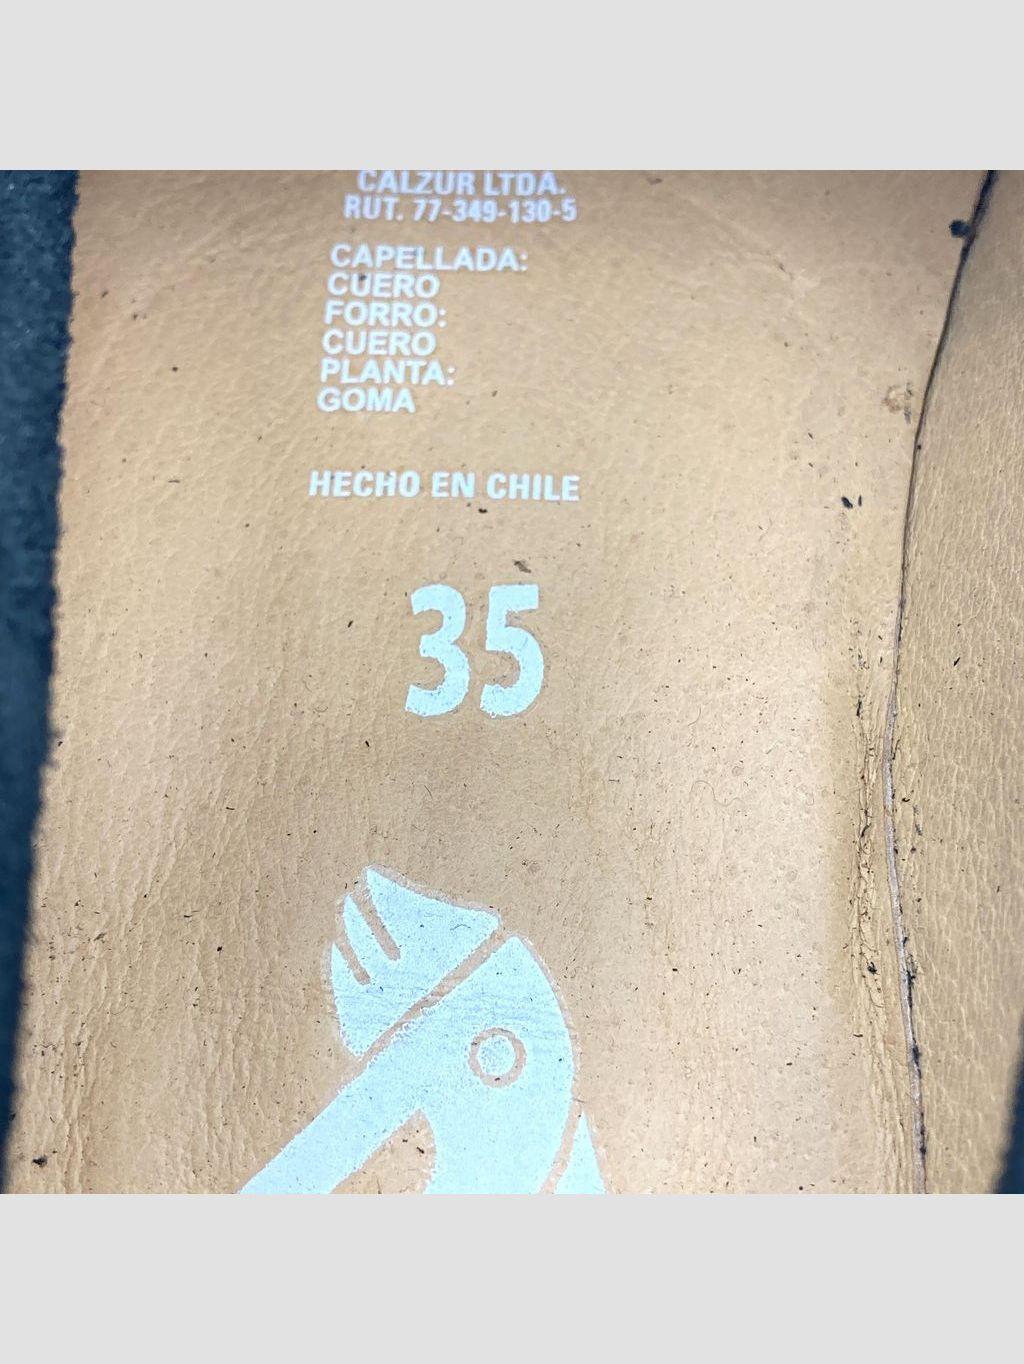 CALZUR LTDA.
RUT. 77-349-130-5
CAPELLADA:
CUERO
FORRO:
CUERO
PLANTA:
GOMA
HECHO EN CHILE
35